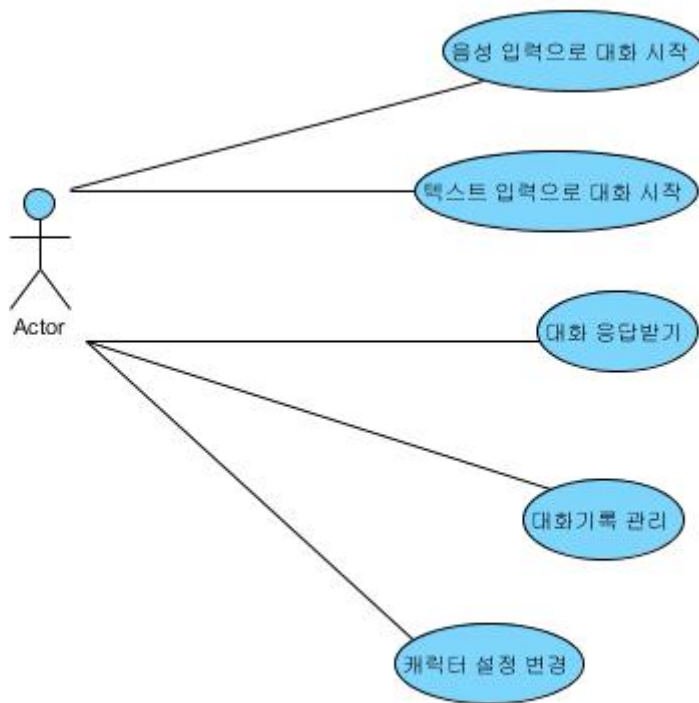 음성 입력으로 대화 시작
텍스트 입력으로 대화 시작
Actor
대화 응답받기
대화기록 관리
캐릭터 설정 변경